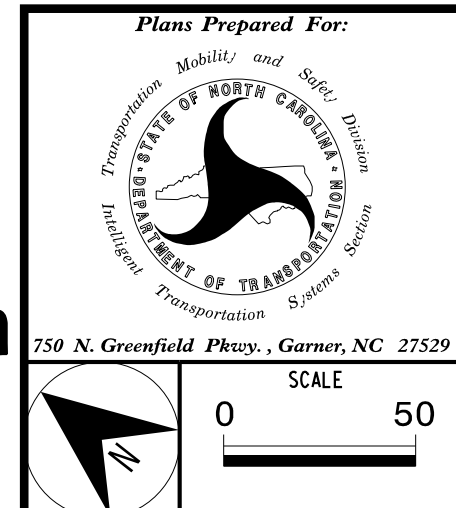 Plans Prepared For:
Transportation Mobility and Safety Division
STATE OF NORTH CAROLINA
DEPARTMENT OF TRANSPORTATION
Intelligent Transportation Systems Section
750 N. Greenfield Pkwy. , Garner, NC 27529
SCALE
0 50
N